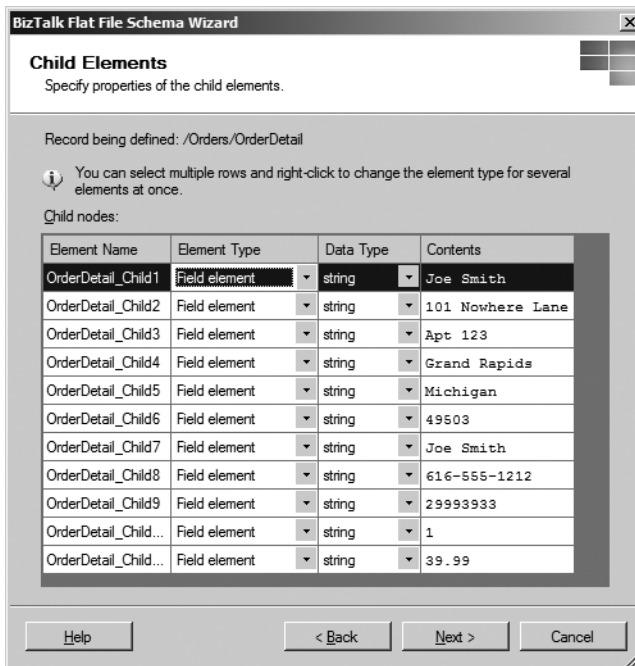 BizTalk Flat File Schema Wizard
Child Elements
Specify properties of the child elements.
Record being defined: /Orders/OrderDetail
You can select multiple rows and right-click to change the element type for several
elements at once.
Child nodes:
Element Name Element Type Data Type Contents
OrderDetail_Child1 Field element string Joe Smith
OrderDetail_Child2 Field element string 101 Nowhere Lane
OrderDetail_Child3 Field element string Apt 123
OrderDetail_Child4 Field element string Grand Rapids
OrderDetail_Child5 Field element string Michigan
OrderDetail_Child6 Field element string 49503
OrderDetail_Child7 Field element string Joe Smith
OrderDetail_Child8 Field element string 616-555-1212
OrderDetail_Child9 Field element string 29993933
OrderDetail_Child... Field element string 1
OrderDetail_Child... Field element string 39.99
Help < Back Next > Cancel